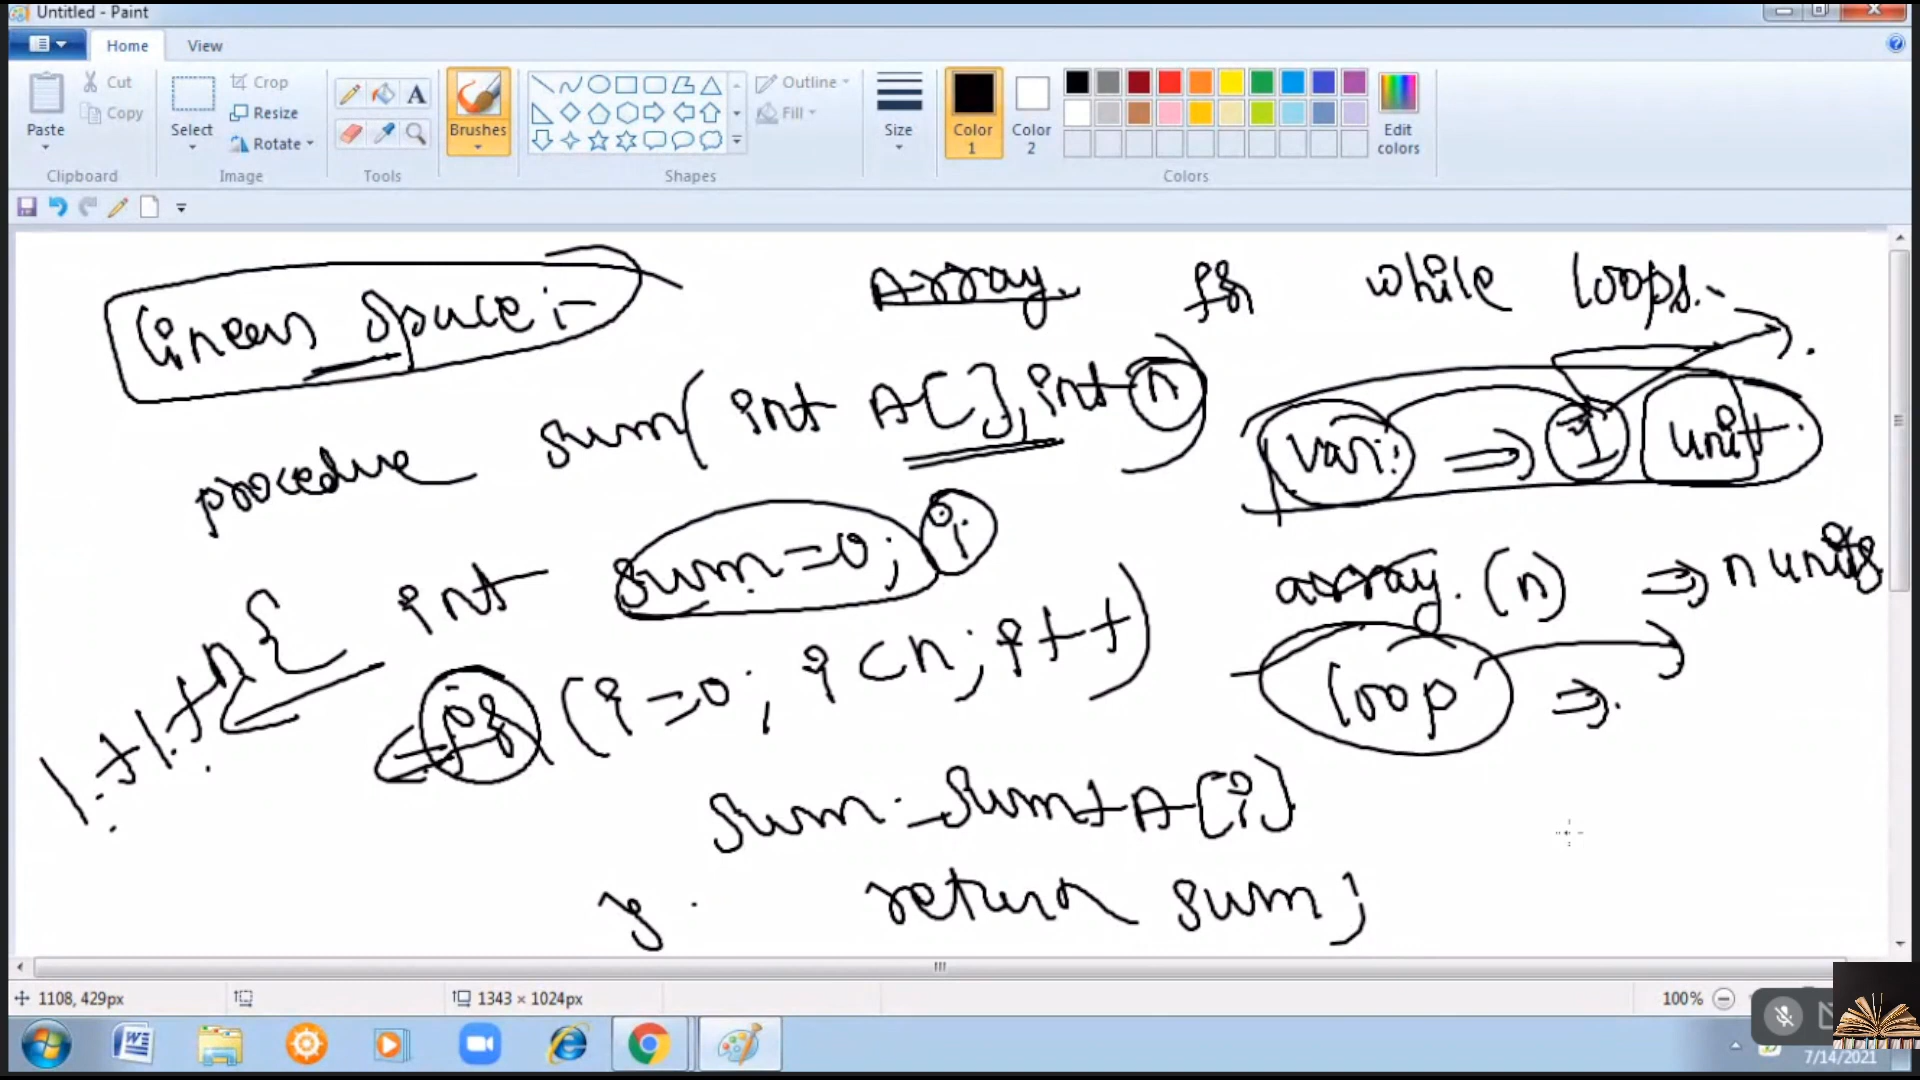 Untitled - Paint
Home View
Cut
Copy
Paste
Clipboard
Crop
Resize
Rotate
Select
Image
Tools
Brushes
Shapes
Outline
Fill
Size
Color 1
Color 2
Edit colors
Colors
linear Space:- Array for while loops.
procedure sum(int A[], int n)
{ int sum=0; i
for (i=0; i<n; i++)
sum=sum+A[i]
return sum;
}
1+1+n
vari ⇒ 1 unit
array (n) ⇒ n units
loop ⇒
1108, 429px
1343 × 1024px
100%
7/14/2021